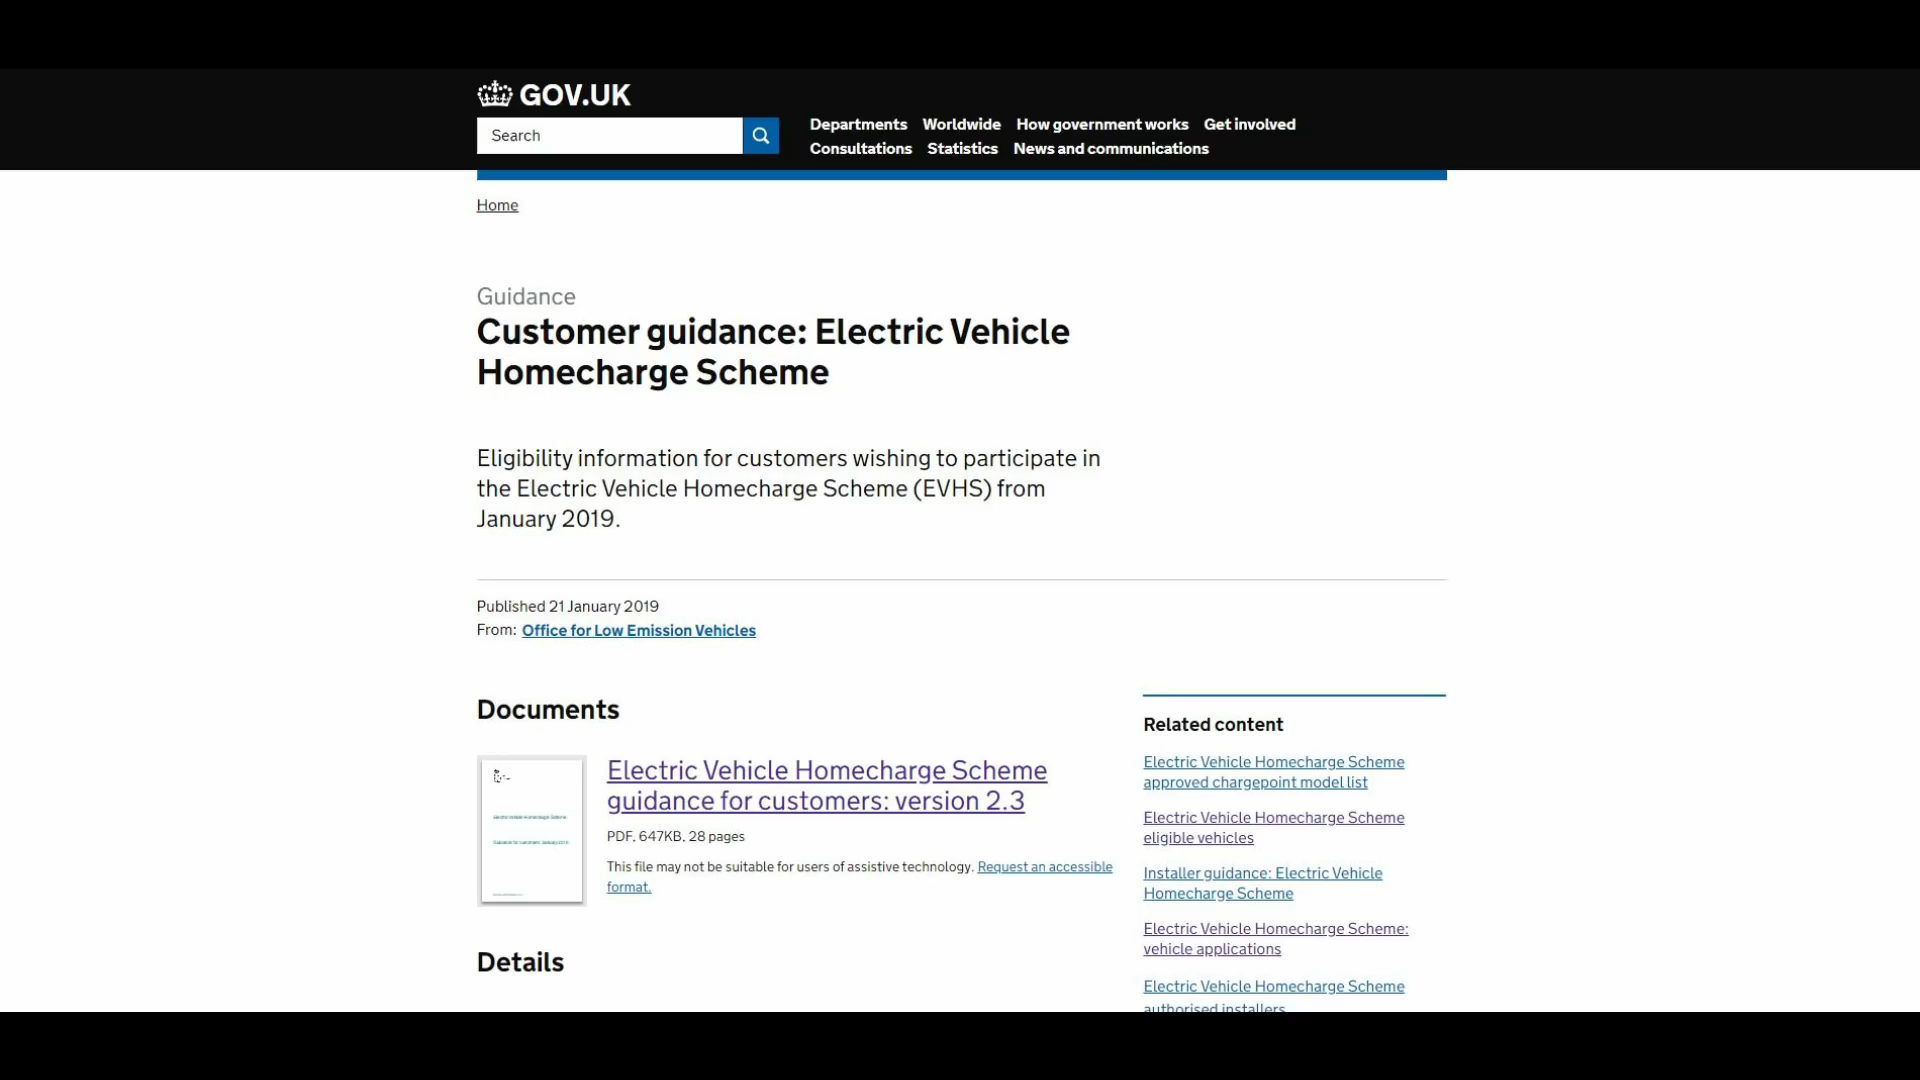 GOV.UK
Search
Departments Worldwide How government works Get involved
Consultations Statistics News and communications
Home
Guidance
Customer guidance: Electric Vehicle
Homecharge Scheme
Eligibility information for customers wishing to participate in
the Electric Vehicle Homecharge Scheme (EVHS) from
January 2019.
Published 21 January 2019
From: Office for Low Emission Vehicles
Documents
Electric Vehicle Homecharge Scheme
guidance for customers: version 2.3
PDF, 647KB, 28 pages
This file may not be suitable for users of assistive technology. Request an accessible
format.
Details
Related content
Electric Vehicle Homecharge Scheme
approved chargepoint model list
Electric Vehicle Homecharge Scheme
eligible vehicles
Installer guidance: Electric Vehicle
Homecharge Scheme
Electric Vehicle Homecharge Scheme:
vehicle applications
Electric Vehicle Homecharge Scheme
authorised installers